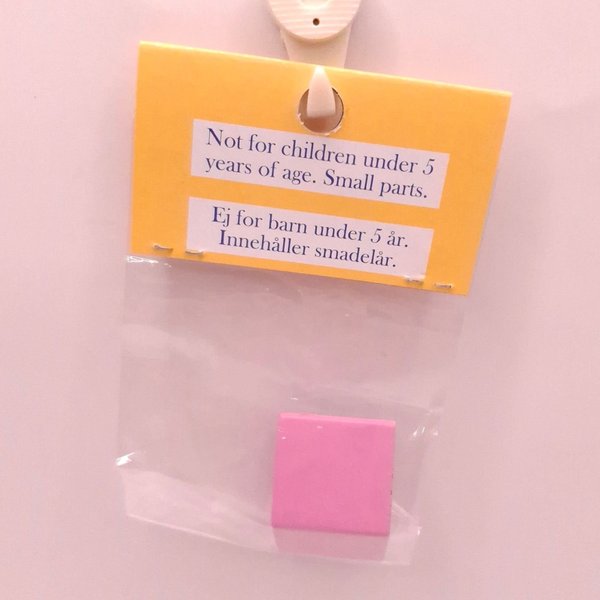 Not for children under 5
years of age. Small parts.
Ej for barn under 5 år.
Innehåller smadelår.